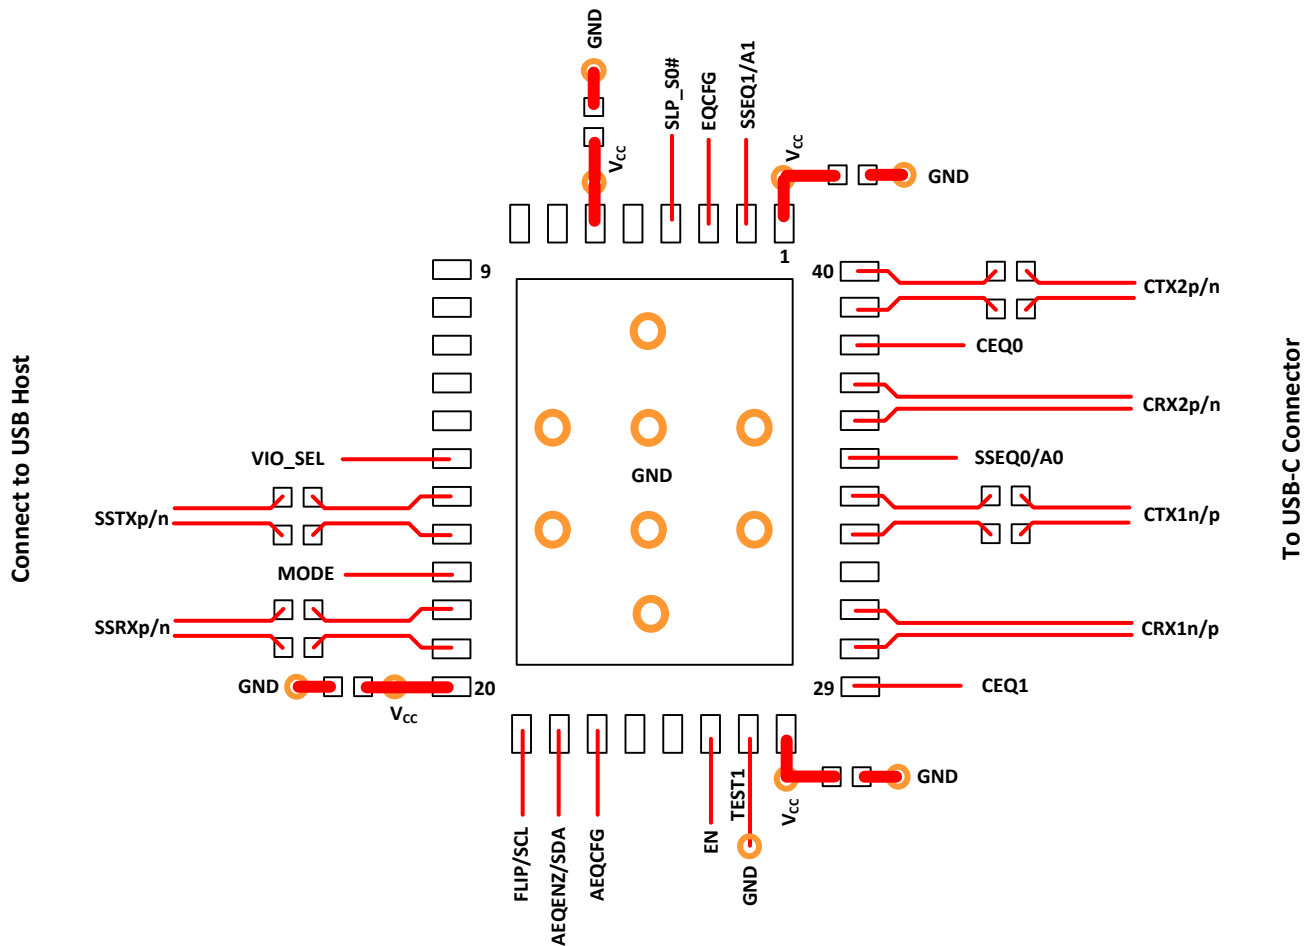 GND
SLP_S0#
EQCFG
SSEQ1/A1
VCC
VCC
GND
1
9
40
CTX2p/n
CEQ0
CRX2p/n
VIO_SEL
GND
SSEQ0/A0
SSTXp/n
CTX1n/p
MODE
SSRXp/n
CRX1n/p
GND
VCC
20
29
CEQ1
FLIP/SCL
AEQENZ/SDA
AEQCFG
EN
TEST1
GND
VCC
GND
Connect to USB Host
To USB-C Connector